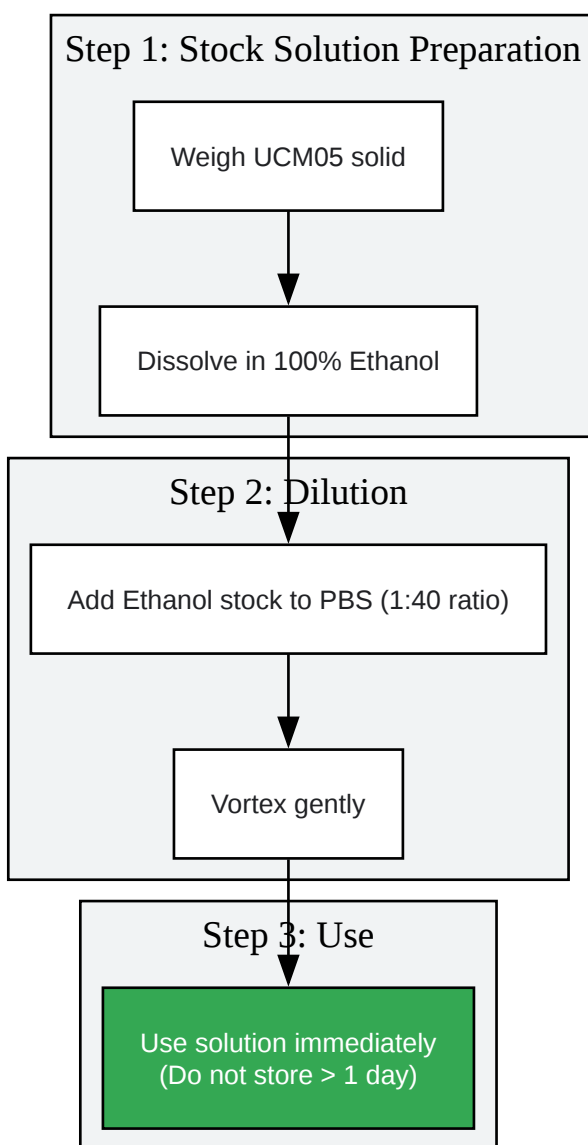 Step 1: Stock Solution Preparation
Weigh UCM05 solid
Dissolve in 100% Ethanol
Step 2: Dilution
Add Ethanol stock to PBS (1:40 ratio)
Vortex gently
Step 3: Use
Use solution immediately
(Do not store > 1 day)